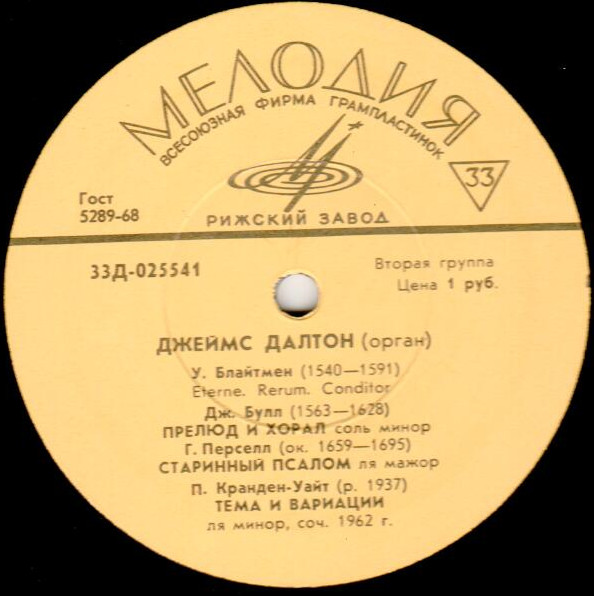 МЕЛОДИЯ
ВСЕСОЮЗНАЯ ФИРМА ГРАМПЛАСТИНОК
33
Гост
5289-68
РИЖСКИЙ ЗАВОД
33Д-025541
Вторая группа
Цена 1 руб.
ДЖЕЙМС ДАЛТОН (орган)
У. Блайтмен (1540—1591)
Eterne. Rerum. Conditor
Дж. Булл (1563—1628)
ПРЕЛЮД И ХОРАЛ соль минор
Г. Перселл (ок. 1659—1695)
СТАРИННЫЙ ПСАЛОМ ля мажор
П. Кранден-Уайт (р. 1937)
ТЕМА И ВАРИАЦИИ
ля минор, соч. 1962 г.